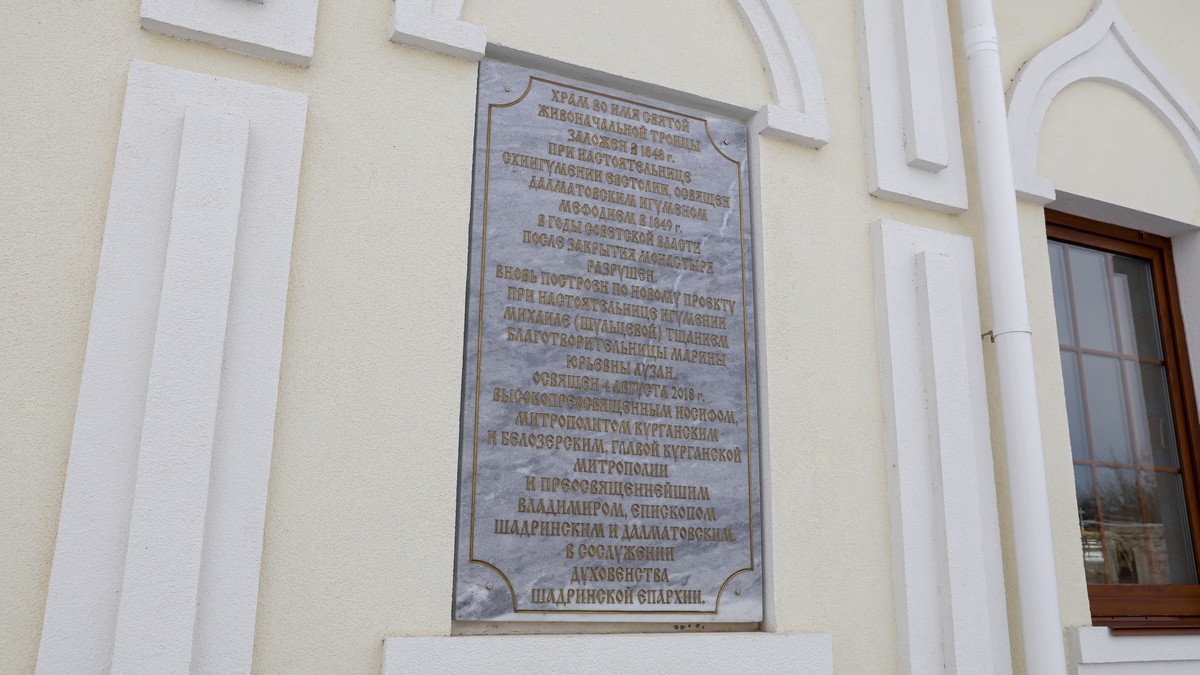 ХРАМ ВО ИМЯ СВЯТОЙ
ЖИВОНАЧАЛЬНОЙ ТРОИЦЫ
ЗАЛОЖЕН В 1848 г.
ПРИ НАСТОЯТЕЛЬНИЦЕ
СХИИГУМЕНИИ ЕВСТОЛИИ, ОСВЯЩЕН
ДАЛМАТОВСКИМ ИГУМЕНОМ
МЕФОДИЕМ В 1849 г.
В ГОДЫ СОВЕТСКОЙ ВЛАСТИ
ПОСЛЕ ЗАКРЫТИЯ МОНАСТЫРЯ
РАЗРУШЕН.
ВНОВЬ ПОСТРОЕН ПО НОВОМУ ПРОЕКТУ
ПРИ НАСТОЯТЕЛЬНИЦЕ ИГУМЕНИИ
МИХАИЛЕ (ШУЛЬЦЕВОЙ) ТЩАНИЕМ
БЛАГОТВОРИТЕЛЬНИЦЫ МАРИНЫ
ЮРЬЕВНЫ ЛУЗАН.
ОСВЯЩЕН 4 АВГУСТА 2018 г.
ВЫСОКОПРЕОСВЯЩЕННЫМ ИОСИФОМ,
МИТРОПОЛИТОМ КУРГАНСКИМ
И БЕЛОЗЕРСКИМ, ГЛАВОЙ КУРГАНСКОЙ
МИТРОПОЛИИ
И ПРЕОСВЯЩЕННЕЙШИМ
ВЛАДИМИРОМ, ЕПИСКОПОМ
ШАДРИНСКИМ И ДАЛМАТОВСКИМ,
В СОСЛУЖЕНИИ
ДУХОВЕНСТВА
ШАДРИНСКОЙ ЕПАРХИИ.